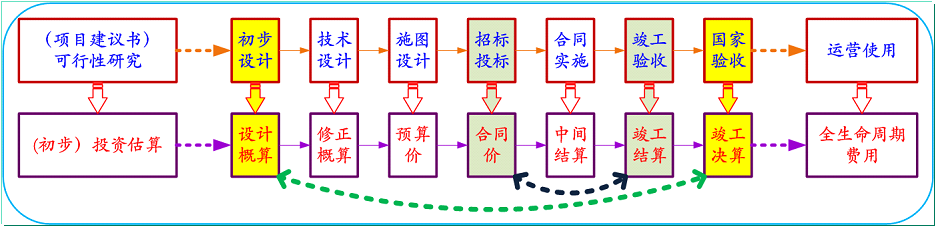 （项目建议书）
可行性研究
初步
设计
技术
设计
施图
设计
招标
投标
合同
实施
竣工
验收
国家
验收
运营使用
(初步）投资估算
设计
概算
修正
概算
预算
价
合同
价
中间
结算
竣工
结算
竣工
决算
全生命周期
费用